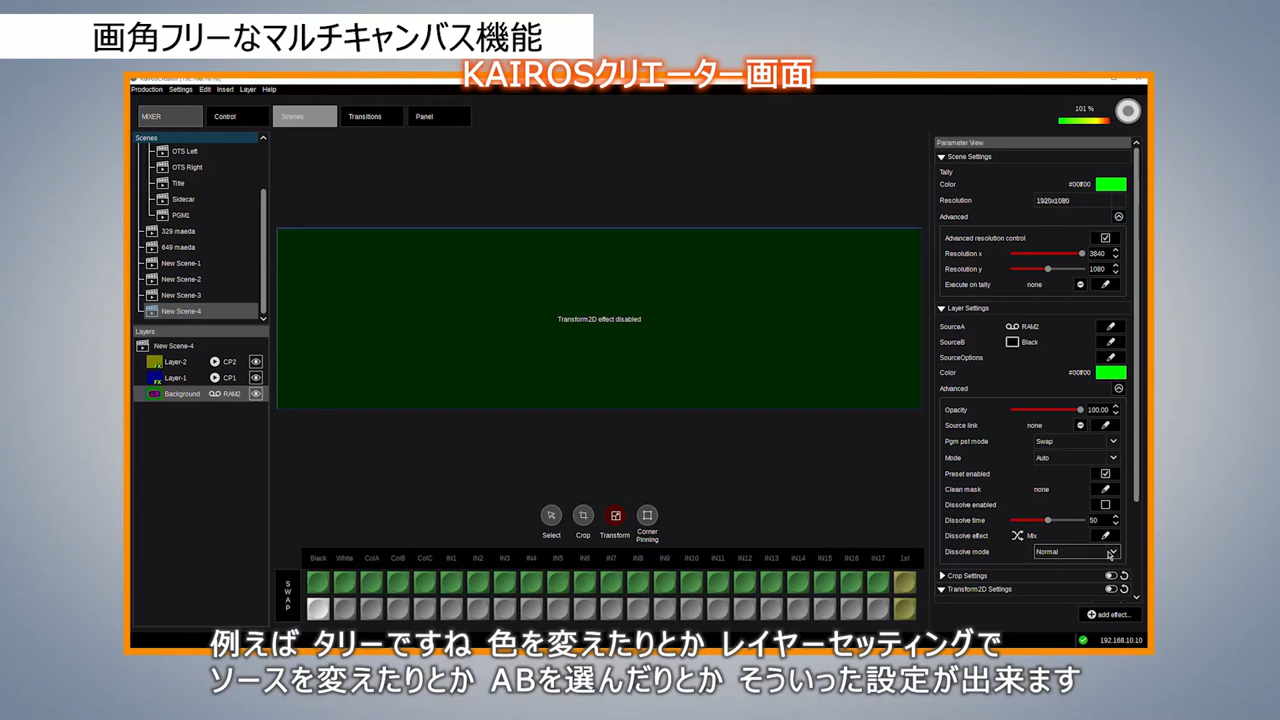 画角フリーなマルチキャンバス機能
KAIROSクリエーター画面
Production Settings Edit Insert Layer Help
MIXER Control Scenes Transitions Panel
101 %
Scenes
OTS Left
OTS Right
Title
Sidecar
PGM1
329 maeda
649 maeda
New Scene-1
New Scene-2
New Scene-3
New Scene-4
Layers
New Scene-4
Layer-2 CP2
Layer-1 CP1
Background RAM2
Transform2D effect disabled
Select Crop Transform Corner Pinning
Black White ColA ColB ColC IN1 IN2 IN3 IN4 IN5 IN6 IN7 IN8 IN9 IN10 IN11 IN12 IN13 IN14 IN15 IN16 IN17 1st
SWAP
Parameter View
Scene Settings
Tally
Color #00ff00
Resolution 1920x1080
Advanced
Advanced resolution control
Resolution x 3840
Resolution y 1080
Execute on tally none
Layer Settings
SourceA RAM2
SourceB Black
SourceOptions
Color #00ff00
Advanced
Opacity 100.00
Source link none
Pgm pst mode Swap
Mode Auto
Preset enabled
Clean mask none
Dissolve enabled
Dissolve time 50
Dissolve effect Mix
Dissolve mode Normal
Crop Settings
Transform2D Settings
add effect...
192.168.10.10
例えば タリーですね 色を変えたりとか レイヤーセッティングで
ソースを変えたりとか ABを選んだりとか そういった設定が出来ます